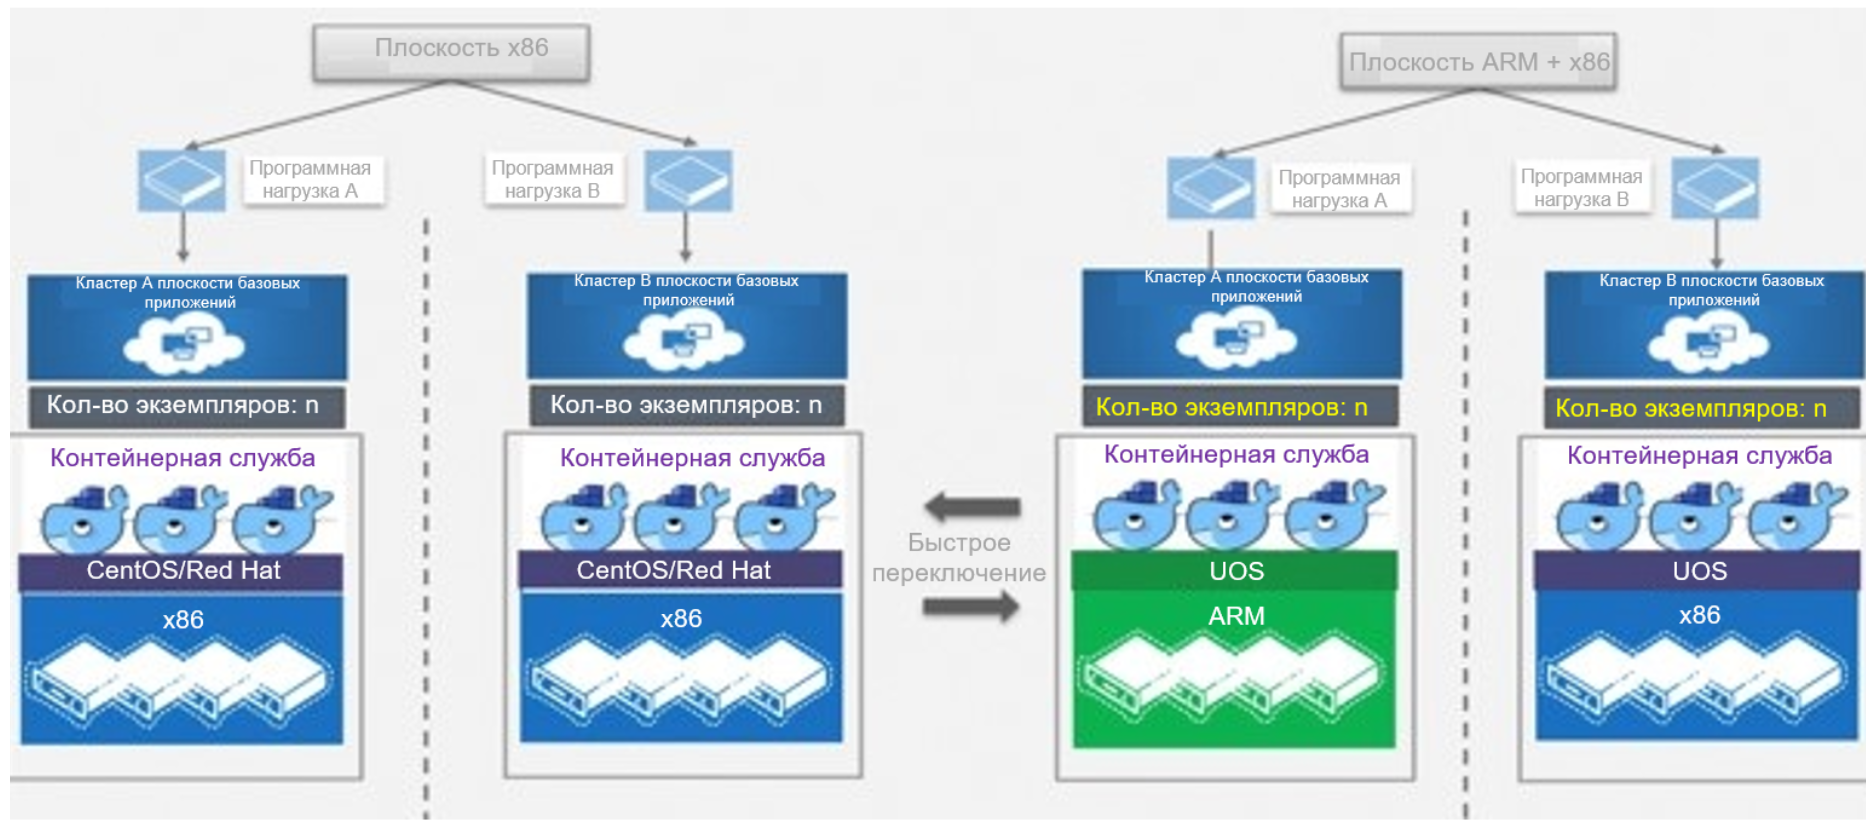 Плоскость x86
Плоскость ARM + x86
Программная
нагрузка A
Программная
нагрузка B
Программная
нагрузка A
Программная
нагрузка B
Кластер A плоскости базовых
приложений
Кластер B плоскости базовых
приложений
Кластер A плоскости базовых
приложений
Кластер B плоскости базовых
приложений
Кол-во экземпляров: n
Кол-во экземпляров: n
Кол-во экземпляров: n
Кол-во экземпляров: n
Контейнерная служба
Контейнерная служба
Контейнерная служба
Контейнерная служба
Быстрое
переключение
CentOS/Red Hat
CentOS/Red Hat
UOS
UOS
x86
x86
ARM
x86